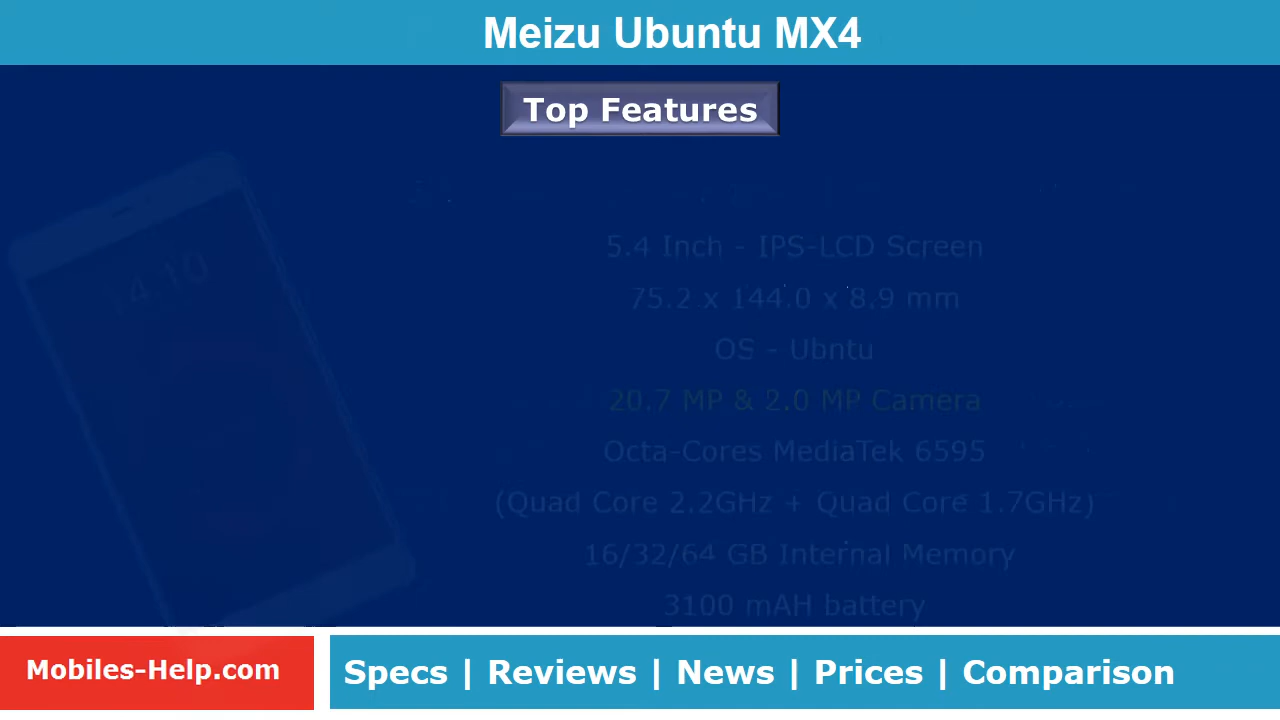 Meizu Ubuntu MX4
Top Features
14:10
5.4 Inch - IPS-LCD Screen
75.2 x 144.0 x 8.9 mm
OS - Ubntu
20.7 MP & 2.0 MP Camera
Octa-Cores MediaTek 6595
(Quad Core 2.2GHz + Quad Core 1.7GHz)
16/32/64 GB Internal Memory
3100 mAH battery
Mobiles-Help.com
Specs | Reviews | News | Prices | Comparison